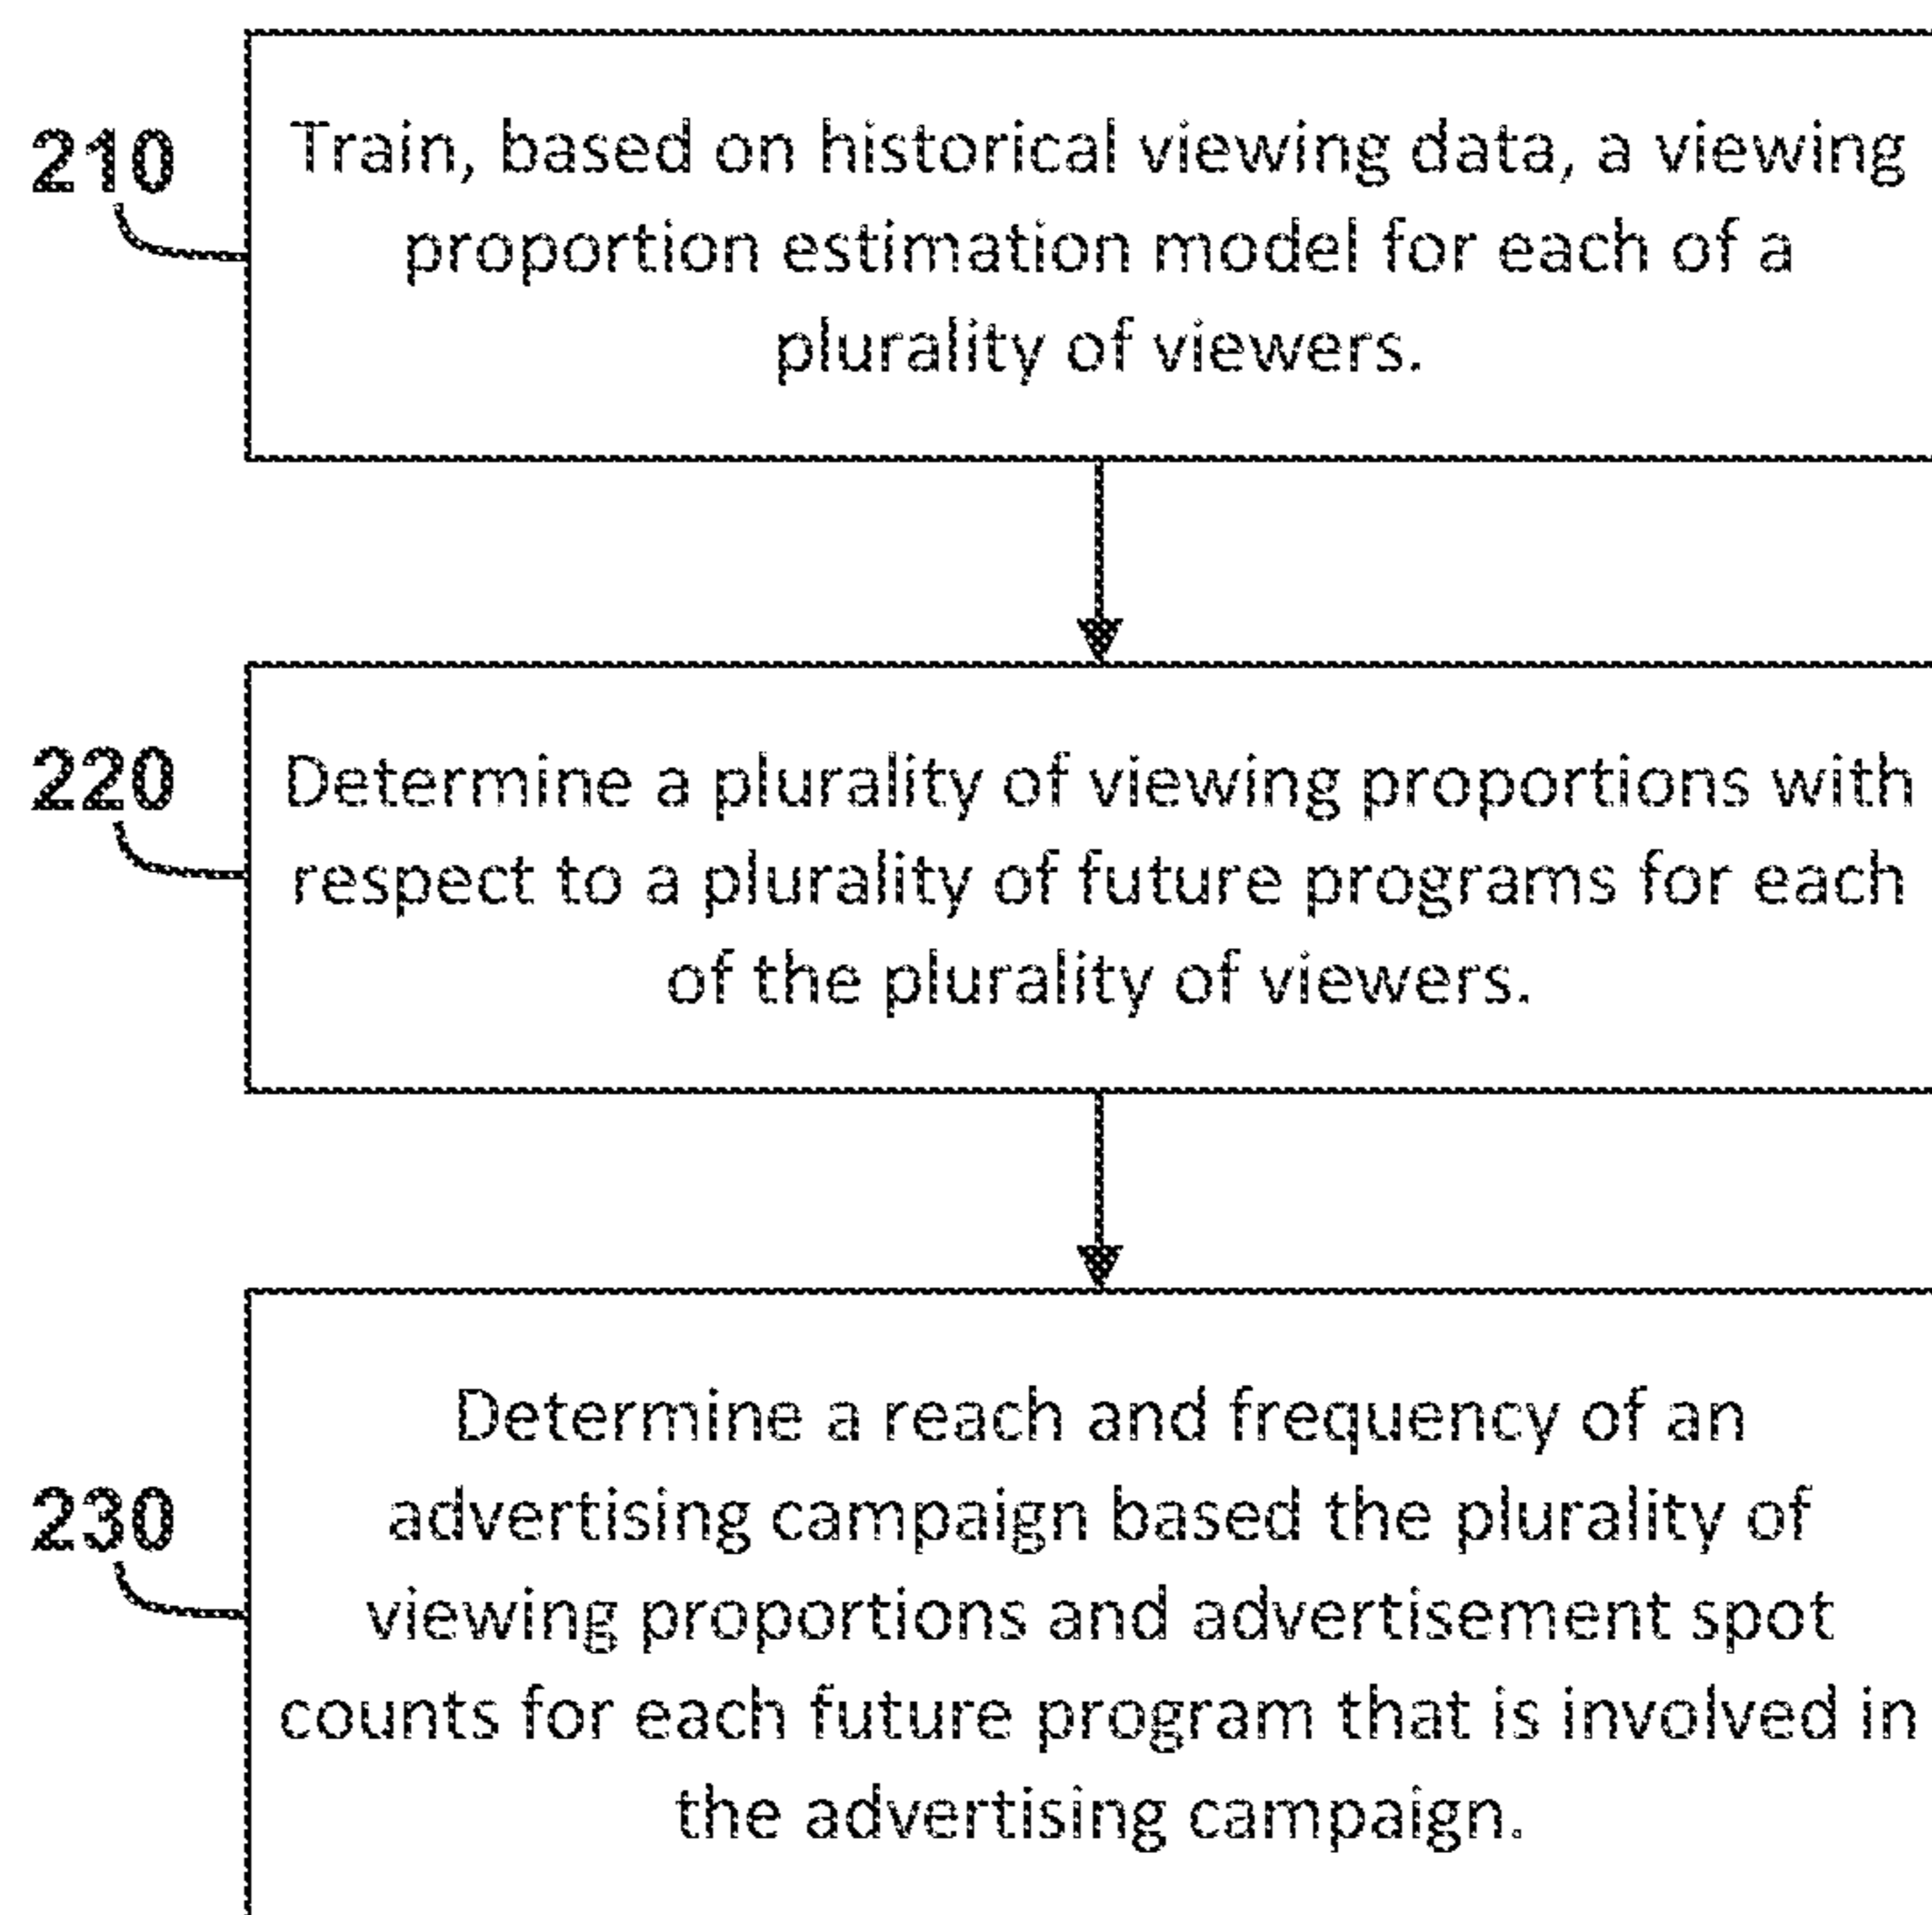 210
Train, based on historical viewing data, a viewing
proportion estimation model for each of a
plurality of viewers.
220
Determine a plurality of viewing proportions with
respect to a plurality of future programs for each
of the plurality of viewers.
230
Determine a reach and frequency of an
advertising campaign based the plurality of
viewing proportions and advertisement spot
counts for each future program that is involved in
the advertising campaign.